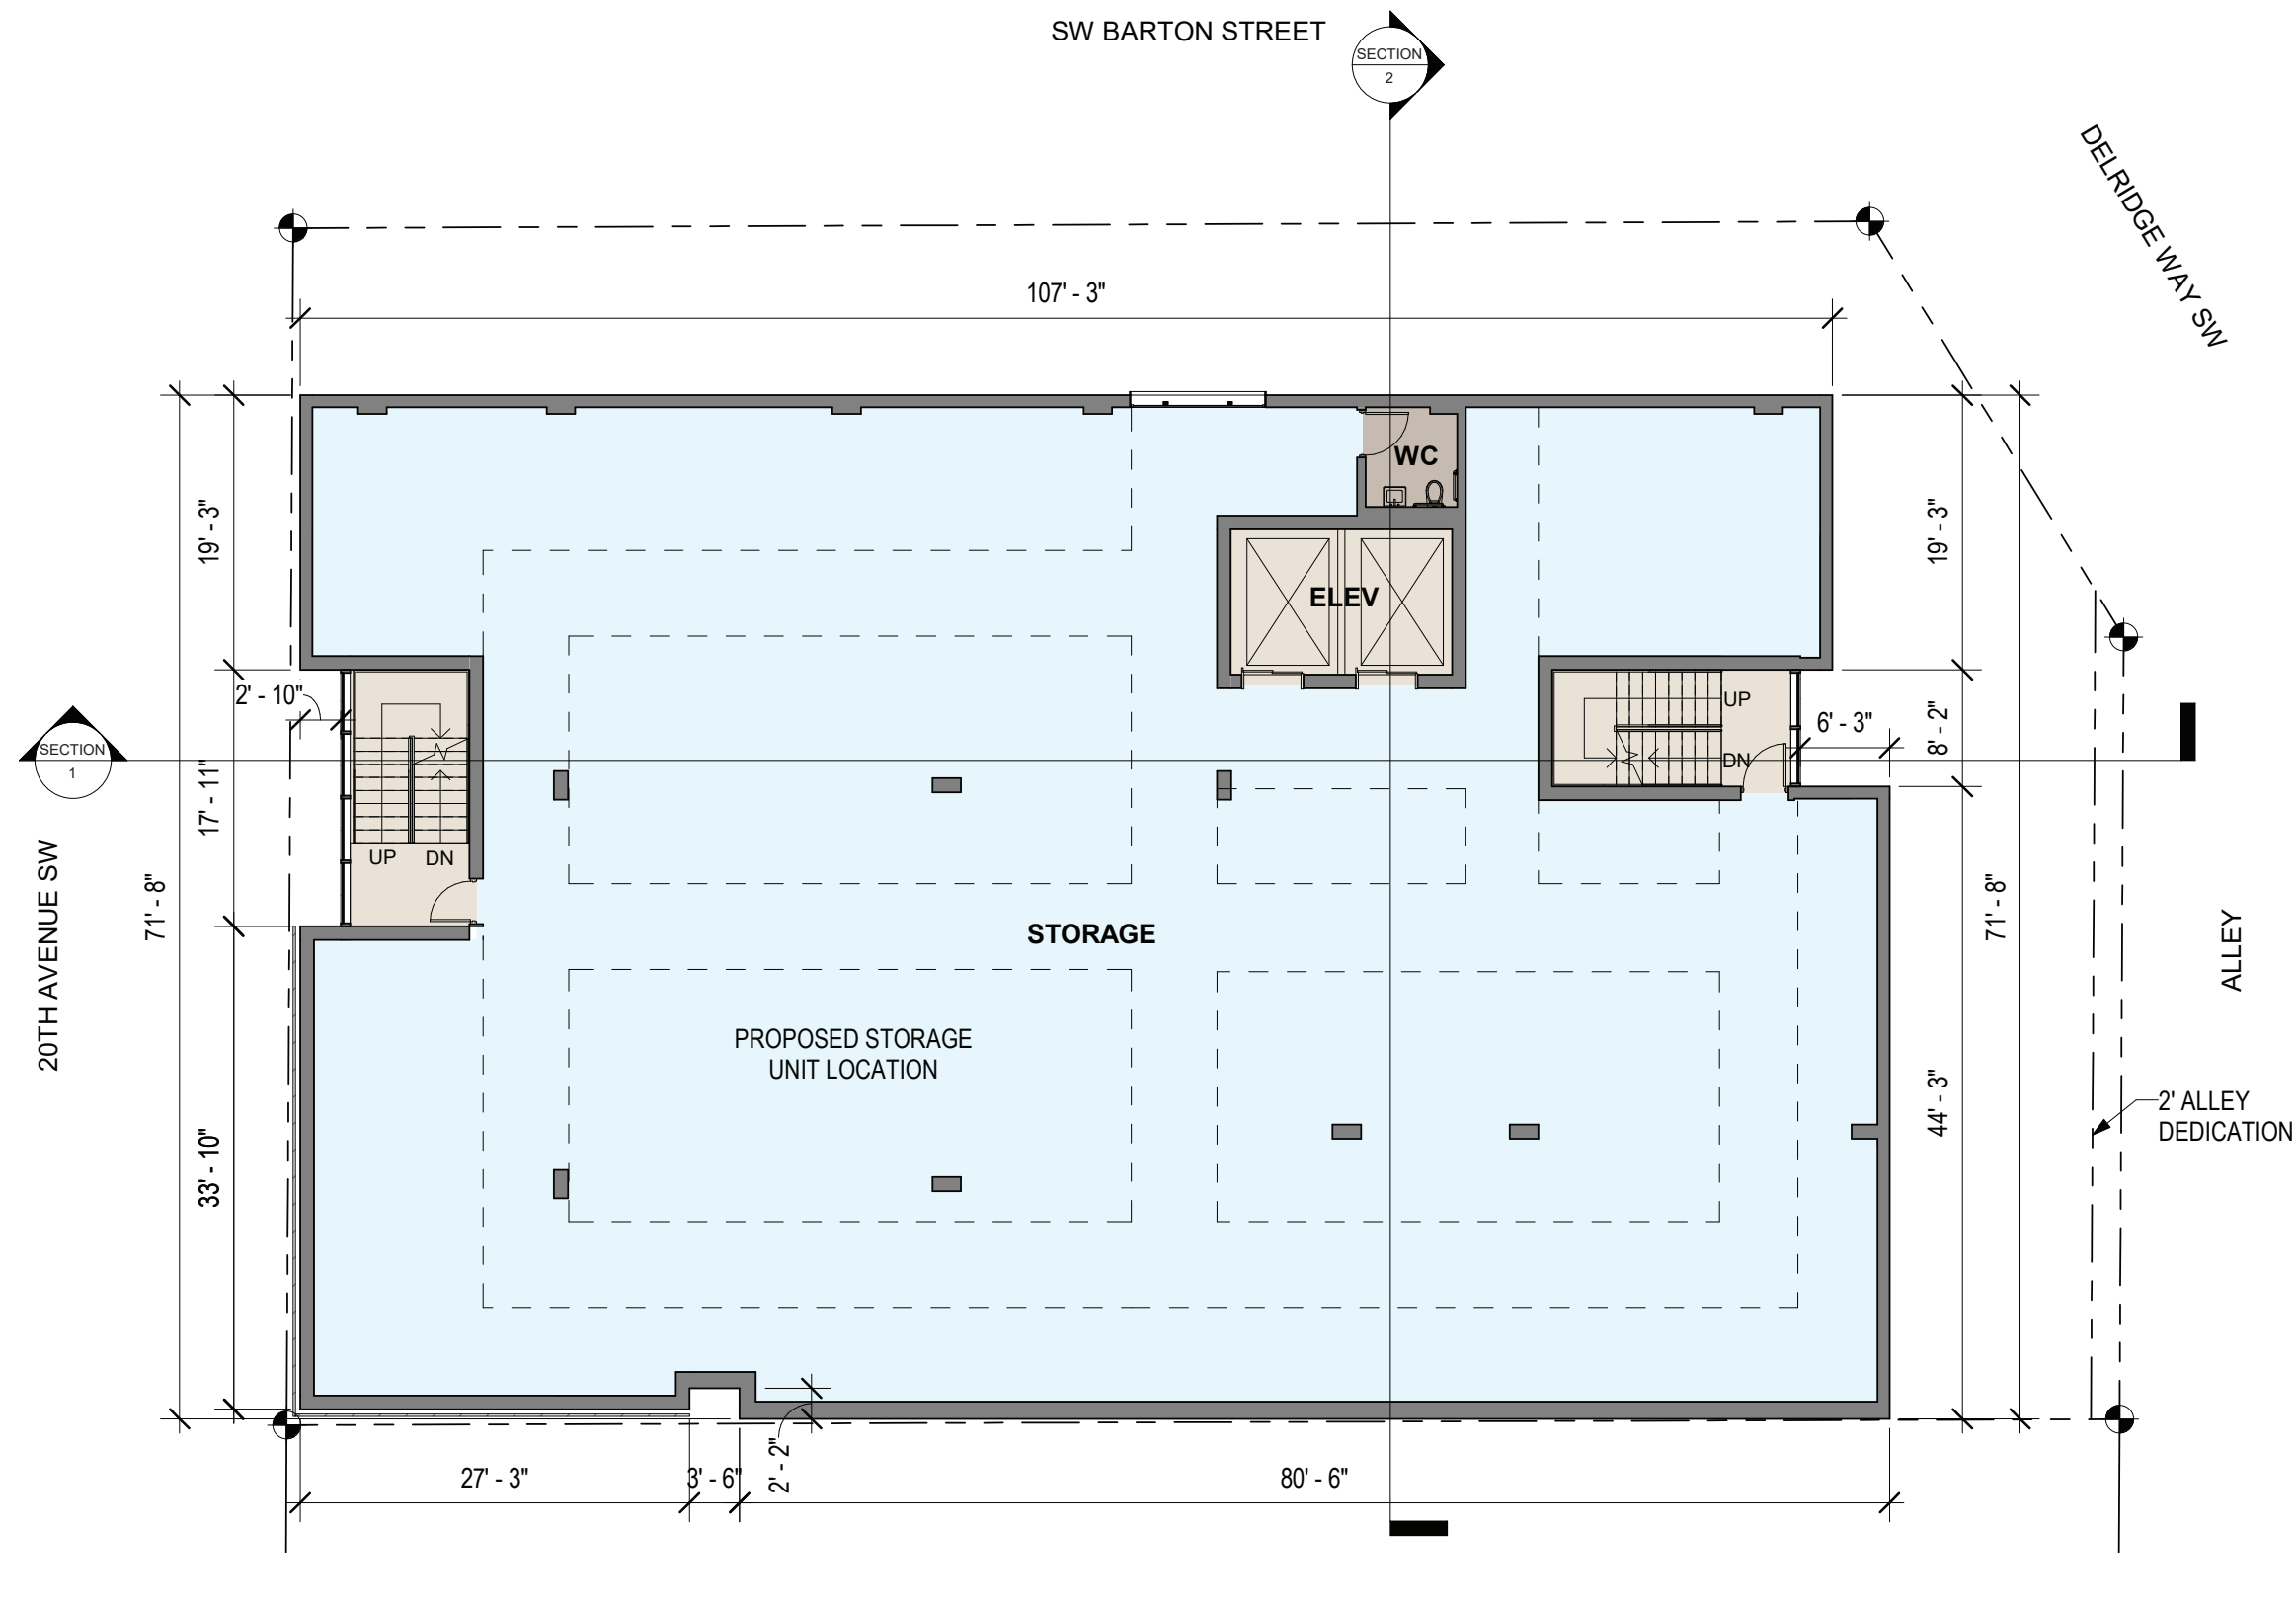 SW BARTON STREET
SECTION
2
DELRIDGE WAY SW
107' - 3"
WC
19' - 3"
19' - 3"
ELEV
2' - 10"
UP
6' - 3"
8' - 2"
SECTION
1
DN
17' - 11"
UP
DN
20TH AVENUE SW
71' - 8"
71' - 8"
STORAGE
ALLEY
PROPOSED STORAGE
UNIT LOCATION
44' - 3"
2' ALLEY
DEDICATION
33' - 10"
27' - 3"
3' - 6"
2' - 2"
80' - 6"